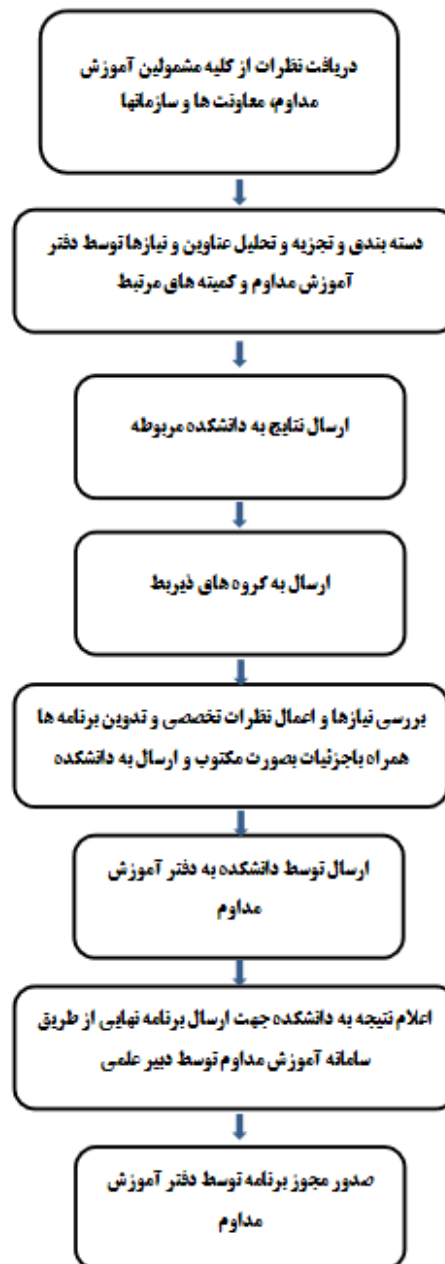 دریافت نظرات از کلیه مشمولین آموزش
مداوم، معاونت ها و سازمانها
دسته بندی و تجزیه و تحلیل عناوین و نیازها توسط دفتر
آموزش مداوم و کمیته های مرتبط
ارسال نتایج به دانشکده مربوطه
ارسال به گروه های ذیربط
بررسی نیازها و اعمال نظرات تخصصی و تدوین برنامه ها
همراه باجزئیات بصورت مکتوب و ارسال به دانشکده
ارسال توسط دانشکده به دفتر آموزش
مداوم
اعلام نتیجه به دانشکده جهت ارسال برنامه نهایی از طریق
سامانه آموزش مداوم توسط دبیر علمی
صدور مجوز برنامه توسط دفتر آموزش
مداوم